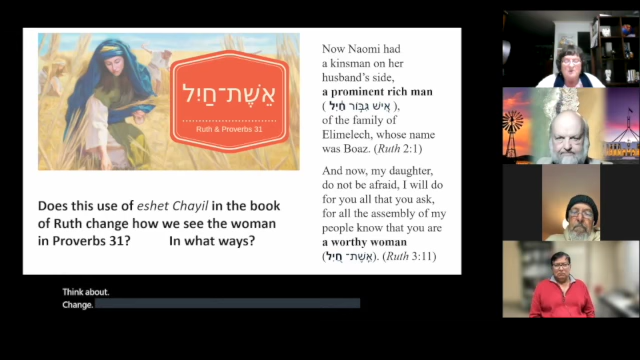 אֵשֶׁת־חַיִל
Ruth & Proverbs 31
Now Naomi had
a kinsman on her
husband's side,
a prominent rich man
( אִישׁ גִּבּוֹר חַיִל ),
of the family of
Elimelech, whose name
was Boaz. (Ruth 2:1)
And now, my daughter,
do not be afraid, I will do
for you all that you ask,
for all the assembly of my
people know that you are
a worthy woman
(אֵשֶׁת־ חַיִל). (Ruth 3:11)
Does this use of eshet Chayil in the book
of Ruth change how we see the woman
in Proverbs 31? In what ways?
Think about.
Change.